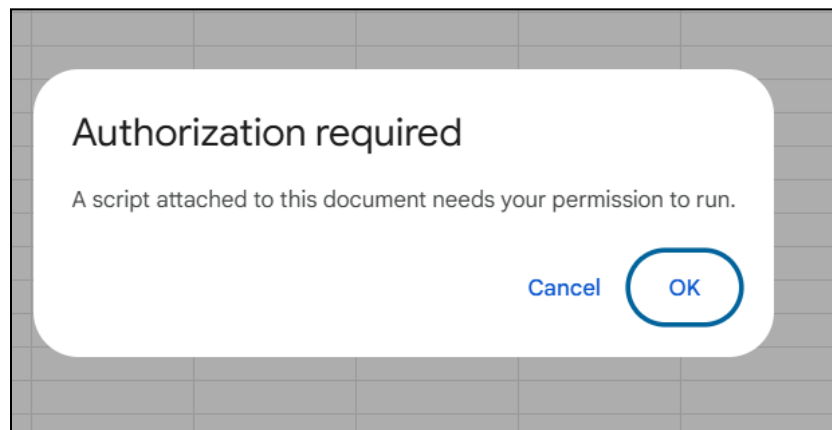 Authorization required
A script attached to this document needs your permission to run.
Cancel OK